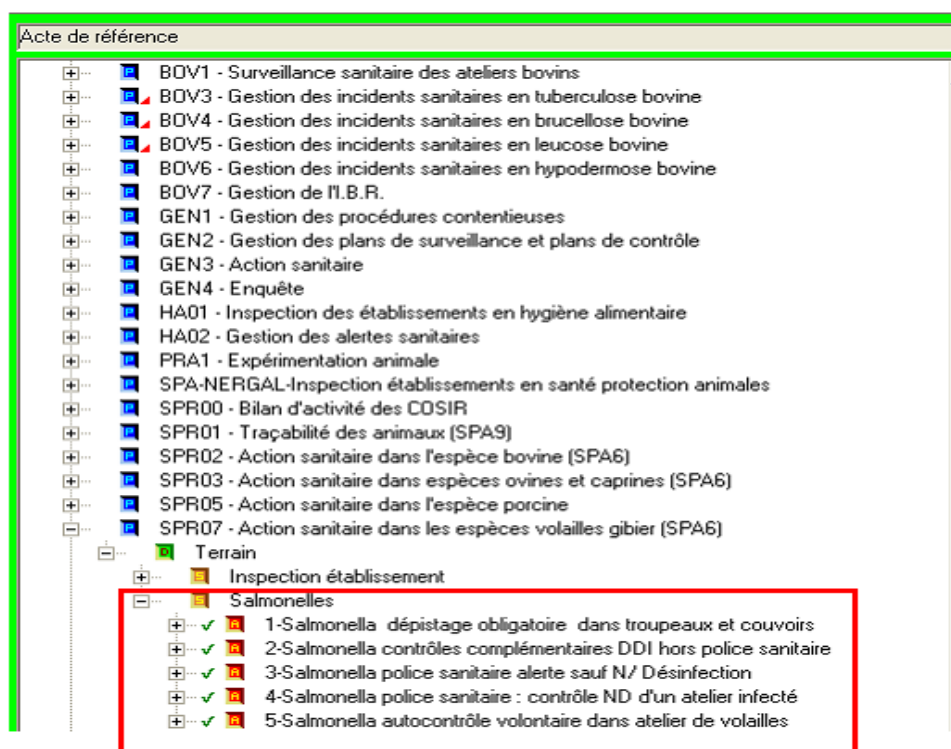 Acte de référence
BOV1 - Surveillance sanitaire des ateliers bovins
BOV3 - Gestion des incidents sanitaires en tuberculose bovine
BOV4 - Gestion des incidents sanitaires en brucellose bovine
BOV5 - Gestion des incidents sanitaires en leucose bovine
BOV6 - Gestion des incidents sanitaires en hypodermose bovine
BOV7 - Gestion de l'I.B.R.
GEN1 - Gestion des procédures contentieuses
GEN2 - Gestion des plans de surveillance et plans de contrôle
GEN3 - Action sanitaire
GEN4 - Enquête
HA01 - Inspection des établissements en hygiène alimentaire
HA02 - Gestion des alertes sanitaires
PRA1 - Expérimentation animale
SPA-NERGAL-Inspection établissements en santé protection animales
SPR00 - Bilan d'activité des COSIR
SPR01 - Traçabilité des animaux (SPA9)
SPR02 - Action sanitaire dans l'espèce bovine (SPA6)
SPR03 - Action sanitaire dans espèces ovines et caprines (SPA6)
SPR05 - Action sanitaire dans l'espèce porcine
SPR07 - Action sanitaire dans les espèces volailles gibier (SPA6)
Terrain
Inspection établissement
Salmonelles
1-Salmonella dépistage obligatoire dans troupeaux et couvoirs
2-Salmonella contrôles complémentaires DDI hors police sanitaire
3-Salmonella police sanitaire alerte sauf N/ Désinfection
4-Salmonella police sanitaire : contrôle ND d'un atelier infecté
5-Salmonella autocontrôle volontaire dans atelier de volailles